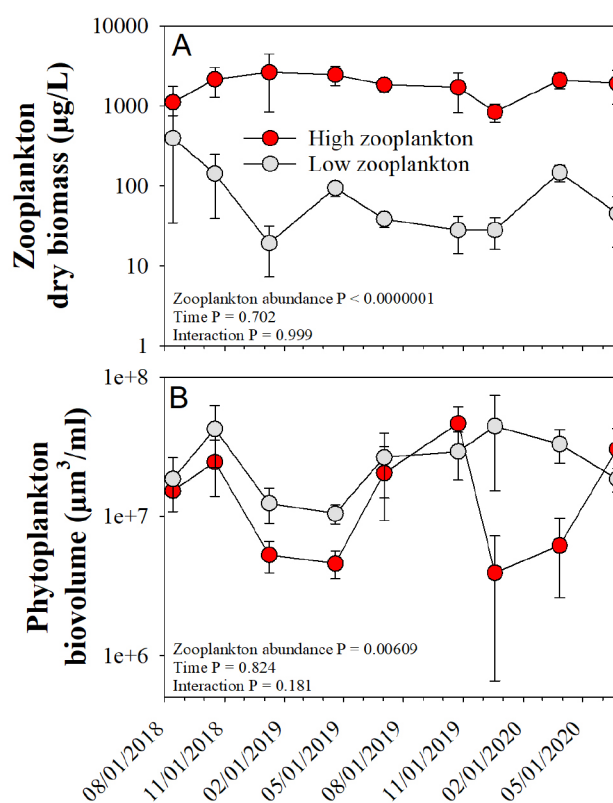 A
Zooplankton
dry biomass (µg/L)
10000
1000
100
10
1
High zooplankton
Low zooplankton
Zooplankton abundance P < 0.0000001
Time P = 0.702
Interaction P = 0.999
B
Phytoplankton
biovolume (µm³/ml)
1e+8
1e+7
1e+6
Zooplankton abundance P = 0.00609
Time P = 0.824
Interaction P = 0.181
08/01/2018
11/01/2018
02/01/2019
05/01/2019
08/01/2019
11/01/2019
02/01/2020
05/01/2020